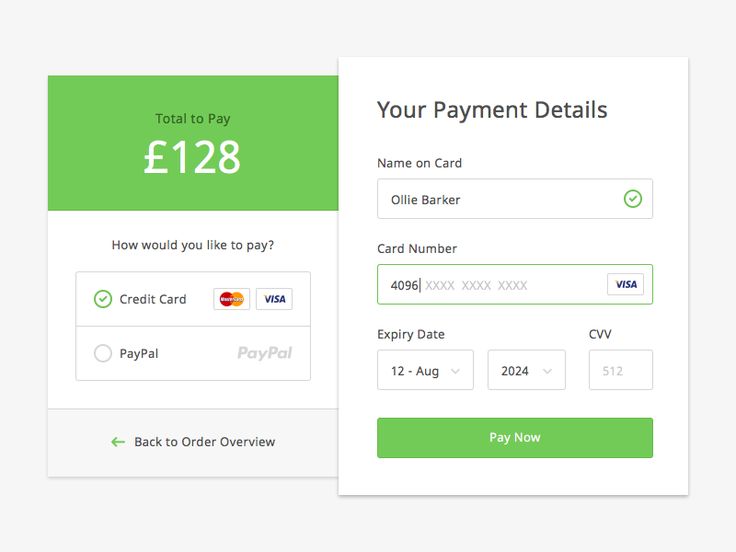 Total to Pay
£128
How would you like to pay?
Credit Card MasterCard VISA
PayPal PayPal
Back to Order Overview
Your Payment Details
Name on Card
Ollie Barker
Card Number
4096 XXXX XXXX XXXX VISA
Expiry Date CVV
12 - Aug 2024 512
Pay Now